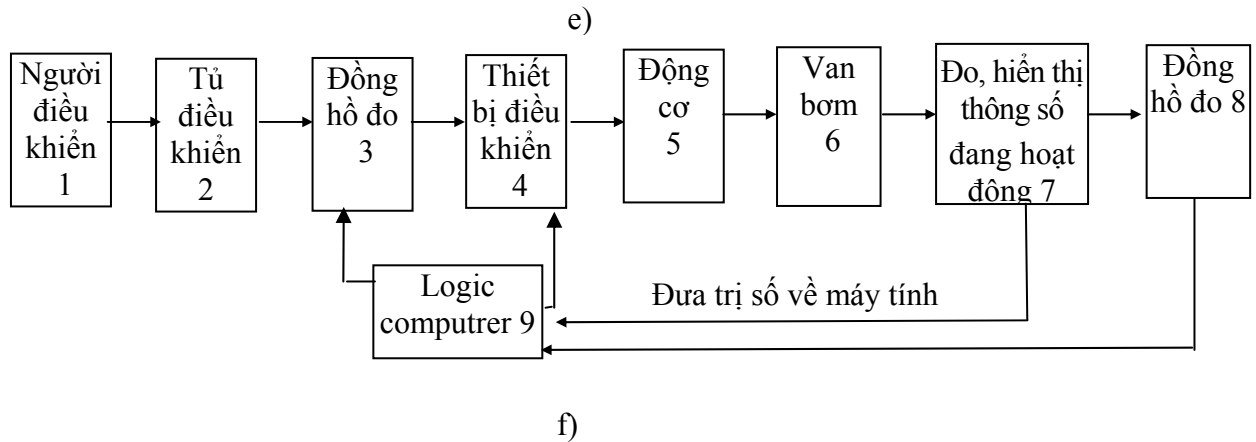 e)
Người
điều
khiển
1
Tủ
điều
khiển
2
Đồng
hồ đo
3
Thiết
bị điều
khiển
4
Động
cơ
5
Van
bơm
6
Đo, hiển thị
thông số
đang hoạt
động 7
Đồng
hồ đo 8
Logic
computrer 9
Đưa trị số về máy tính
f)